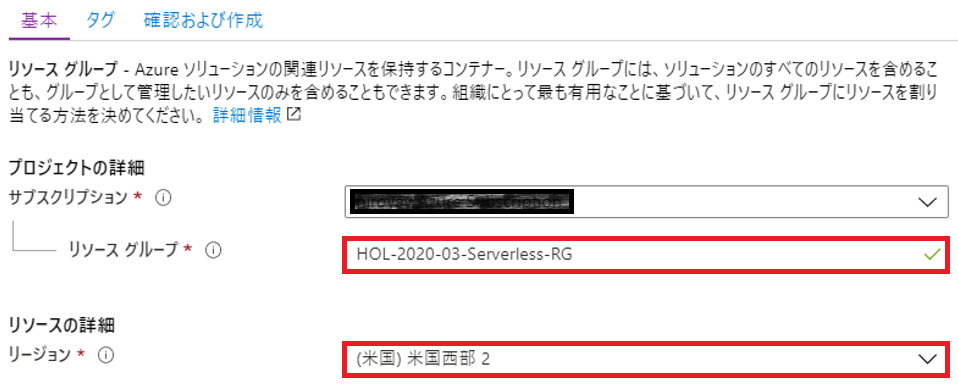 基本 タグ 確認および作成
リソース グループ - Azure ソリューションの関連リソースを保持するコンテナー。リソース グループには、ソリューションのすべてのリソースを含めるこ
とも、グループとして管理したいリソースのみを含めることもできます。組織にとって最も有用なことに基づいて、リソース グループにリソースを割り
当てる方法を決めてください。 詳細情報
プロジェクトの詳細
サブスクリプション *
リソース グループ * HOL-2020-03-Serverless-RG
リソースの詳細
リージョン * (米国) 米国西部 2